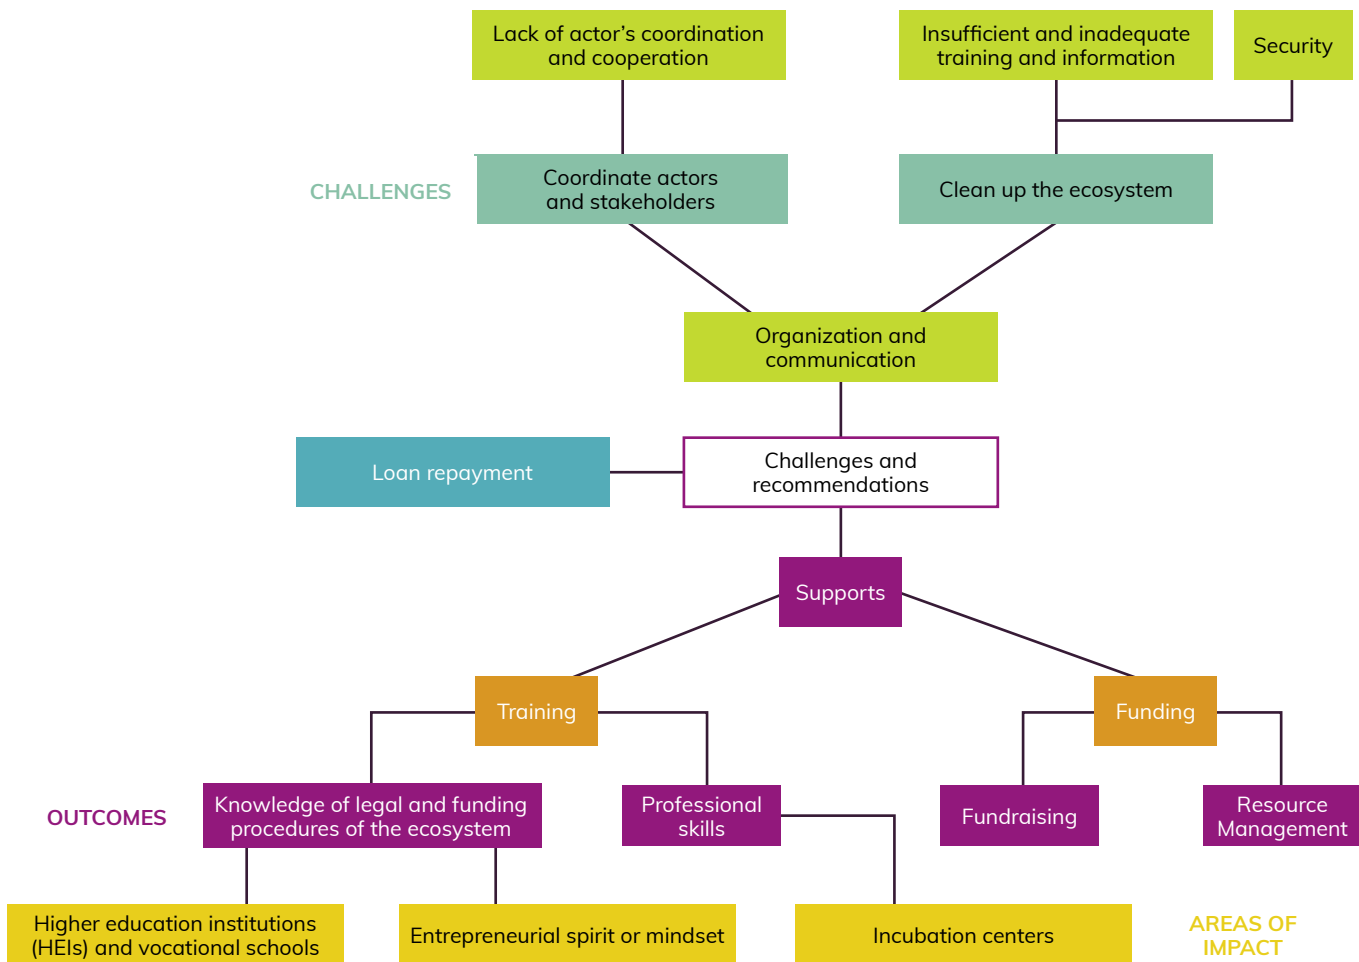 Lack of actor’s coordination
and cooperation
Insufficient and inadequate
training and information
Security
CHALLENGES
Coordinate actors
and stakeholders
Clean up the ecosystem
Organization and
communication
Loan repayment
Challenges and
recommendations
Supports
Training
Funding
OUTCOMES
Knowledge of legal and funding
procedures of the ecosystem
Professional
skills
Fundraising
Resource
Management
Higher education institutions
(HEIs) and vocational schools
Entrepreneurial spirit or mindset
Incubation centers
AREAS OF
IMPACT